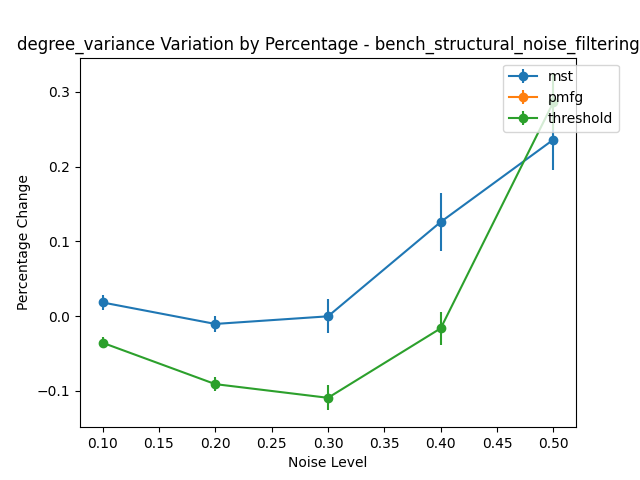 degree_variance Variation by Percentage - bench_structural_noise_filtering
mst
pmfg
threshold
Percentage Change
0.3
0.2
0.1
0.0
−0.1
0.10 0.15 0.20 0.25 0.30 0.35 0.40 0.45 0.50
Noise Level